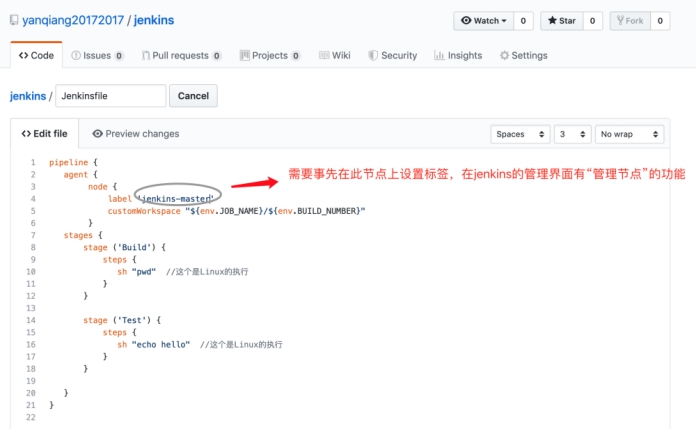 yanqiang20172017 / jenkins
Watch 0 Star 0 Fork 0
Code Issues 0 Pull requests 0 Projects 0 Wiki Security Insights Settings
jenkins / Jenkinsfile Cancel
Edit file Preview changes Spaces 3 No wrap
1 pipeline {
2 agent {
需要事先在此节点上设置标签，在jenkins的管理界面有“管理节点”的功能
3 node {
4 label 'jenkins-master'
5 customWorkspace "${env.JOB_NAME}/${env.BUILD_NUMBER}"
6 }
7 stages {
8 stage ('Build') {
9 steps {
10 sh "pwd" //这个是Linux的执行
11 }
12 }
13
14 stage ('Test') {
15 steps {
16 sh "echo hello" //这个是Linux的执行
17 }
18 }
19
20 }
21 }
22